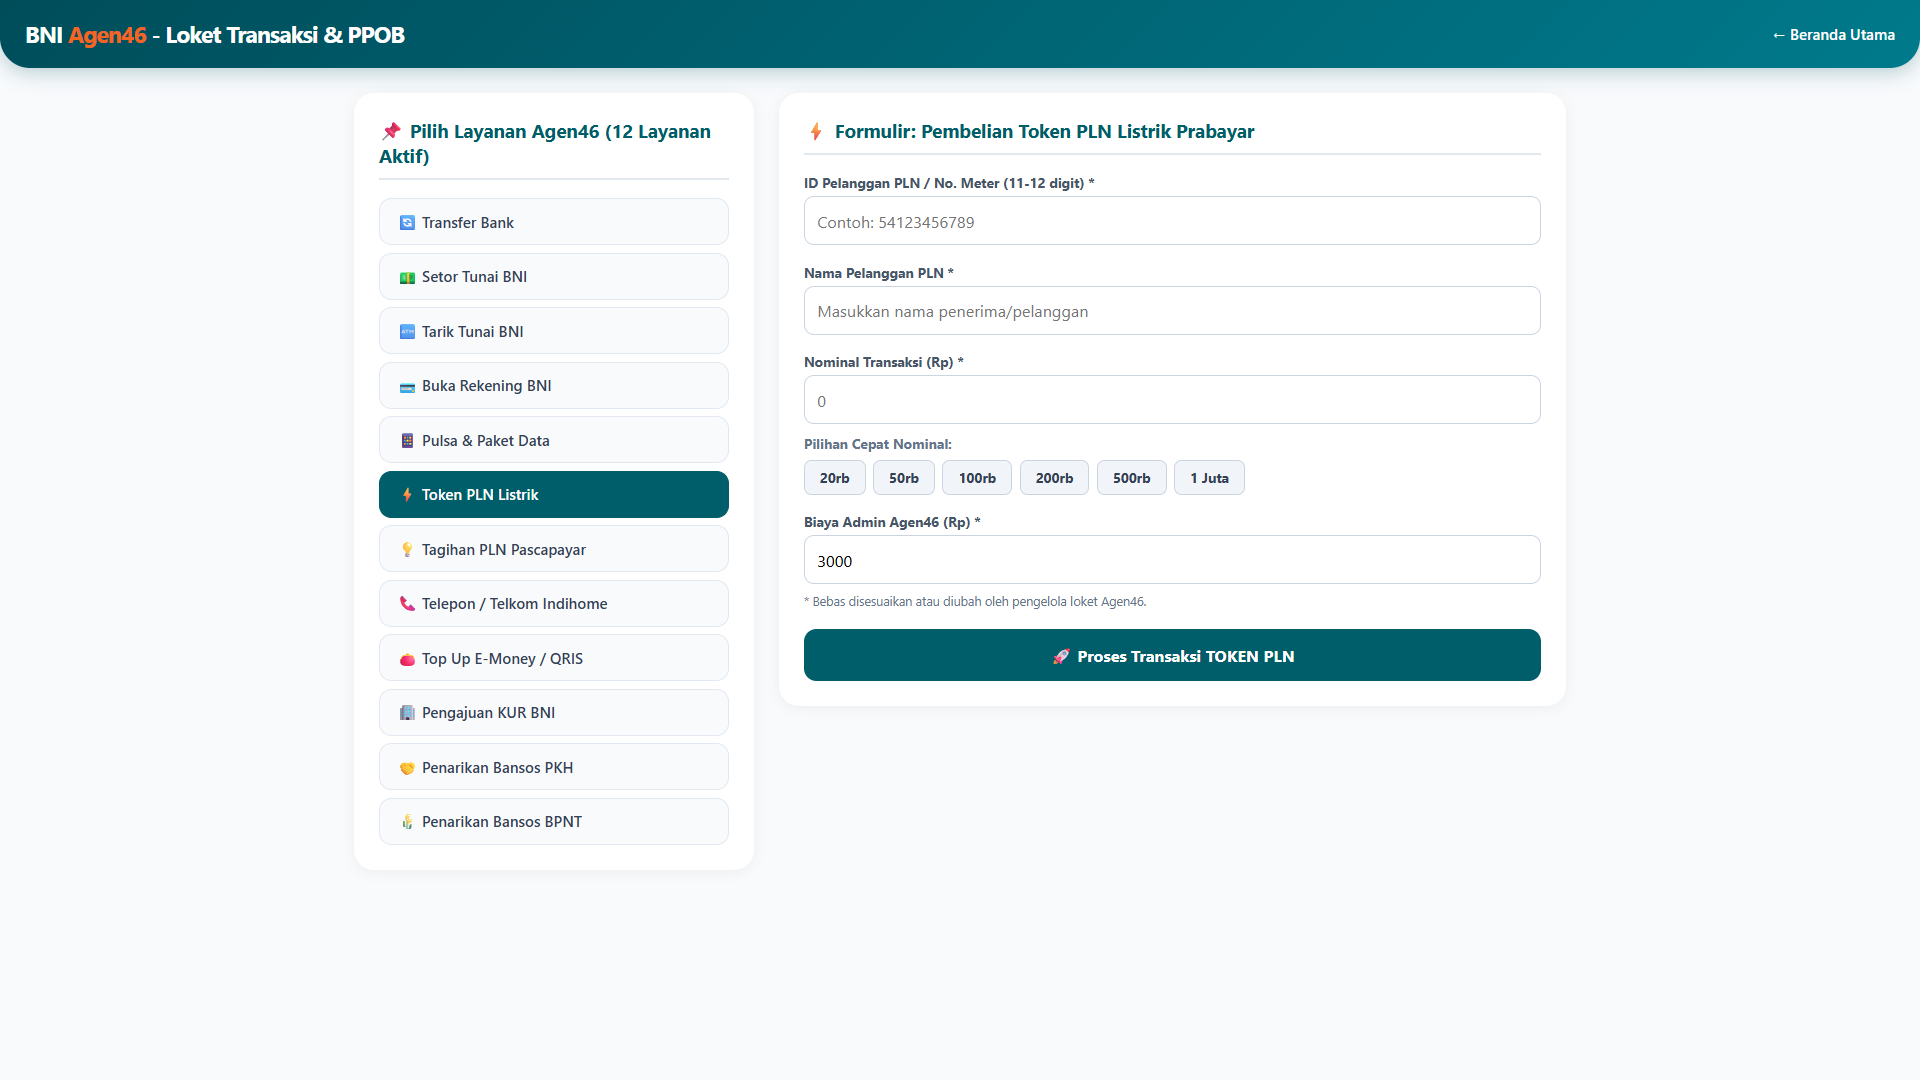 BNI Agen46 - Loket Transaksi & PPOB
← Beranda Utama
Pilih Layanan Agen46 (12 Layanan
Aktif)
Transfer Bank
Setor Tunai BNI
Tarik Tunai BNI
Buka Rekening BNI
Pulsa & Paket Data
Token PLN Listrik
Tagihan PLN Pascapayar
Telepon / Telkom Indihome
Top Up E-Money / QRIS
Pengajuan KUR BNI
Penarikan Bansos PKH
Penarikan Bansos BPNT
Formulir: Pembelian Token PLN Listrik Prabayar
ID Pelanggan PLN / No. Meter (11-12 digit) *
Contoh: 54123456789
Nama Pelanggan PLN *
Masukkan nama penerima/pelanggan
Nominal Transaksi (Rp) *
0
Pilihan Cepat Nominal:
20rb 50rb 100rb 200rb 500rb 1 Juta
Biaya Admin Agen46 (Rp) *
3000
* Bebas disesuaikan atau diubah oleh pengelola loket Agen46.
Proses Transaksi TOKEN PLN